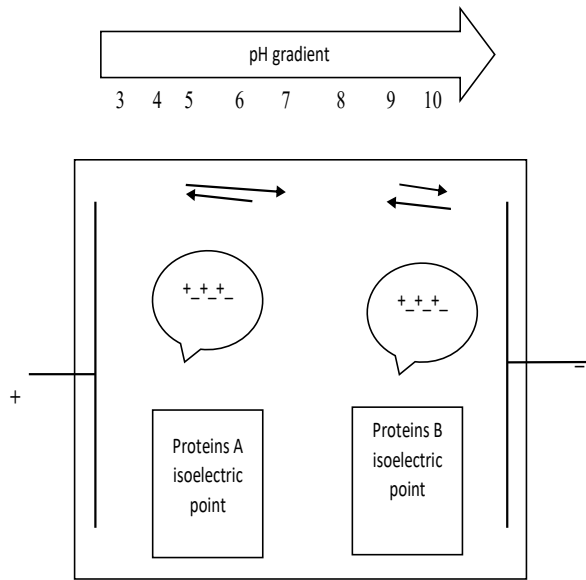 pH gradient
3 4 5 6 7 8 9 10
+_+_+_ +_+_+_
+ −
Proteins A
isoelectric
point
Proteins B
isoelectric
point